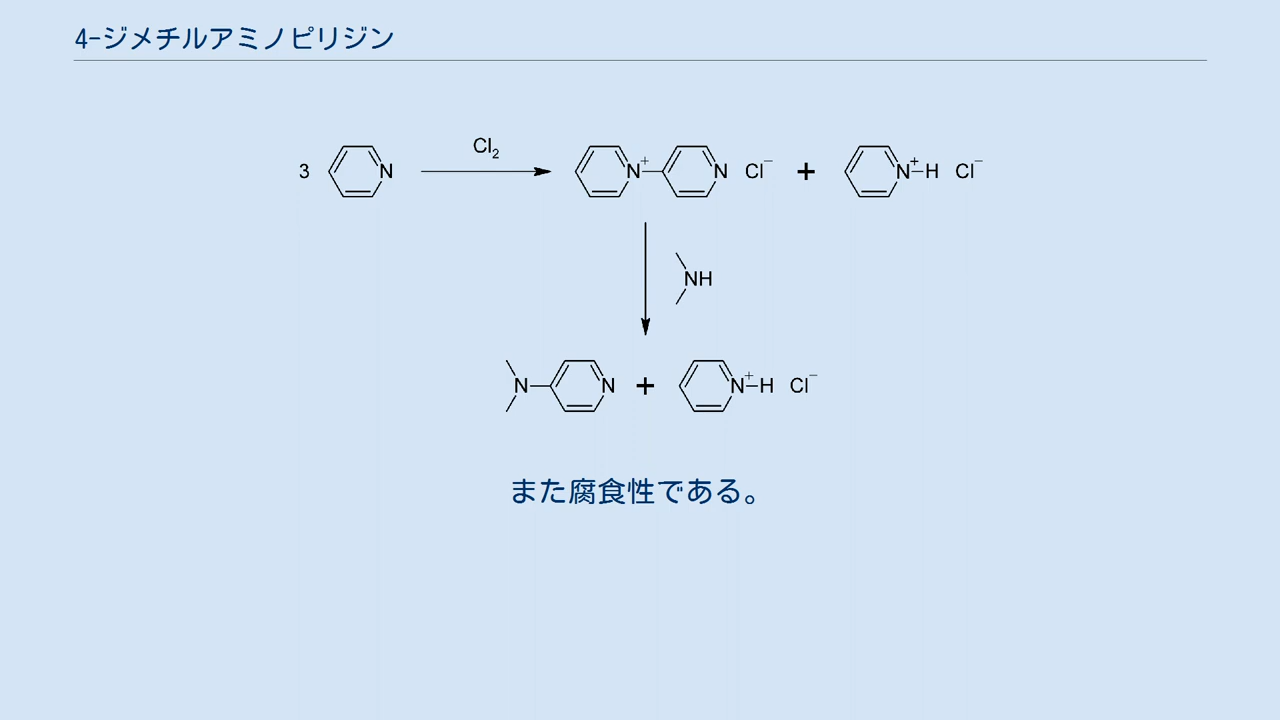 4-ジメチルアミノピリジン
Cl2
3 N N+ N Cl− + N+-H Cl−
NH
N N + N+-H Cl−
また腐食性である。